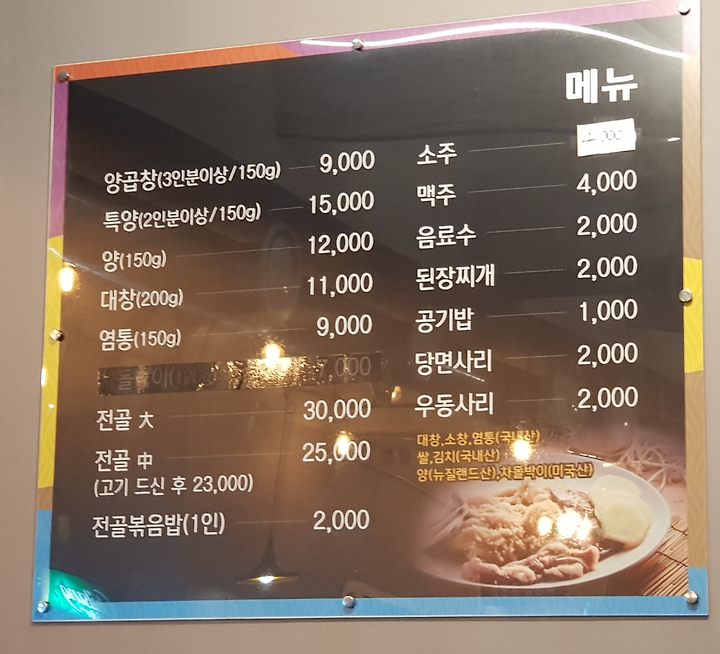 메뉴
양곱창(3인분이상/150g) 9,000
특양(2인분이상/150g) 15,000
양(150g) 12,000
대창(200g) 11,000
염통(150g) 9,000
전골 大 30,000
전골 中 25,000
(고기 드신 후 23,000)
전골볶음밥(1인) 2,000
소주
맥주 4,000
음료수 2,000
된장찌개 2,000
공기밥 1,000
당면사리 2,000
우동사리 2,000
대창,소창,염통(국내산)
쌀,김치(국내산)
양(뉴질랜드산),차돌박이(미국산)